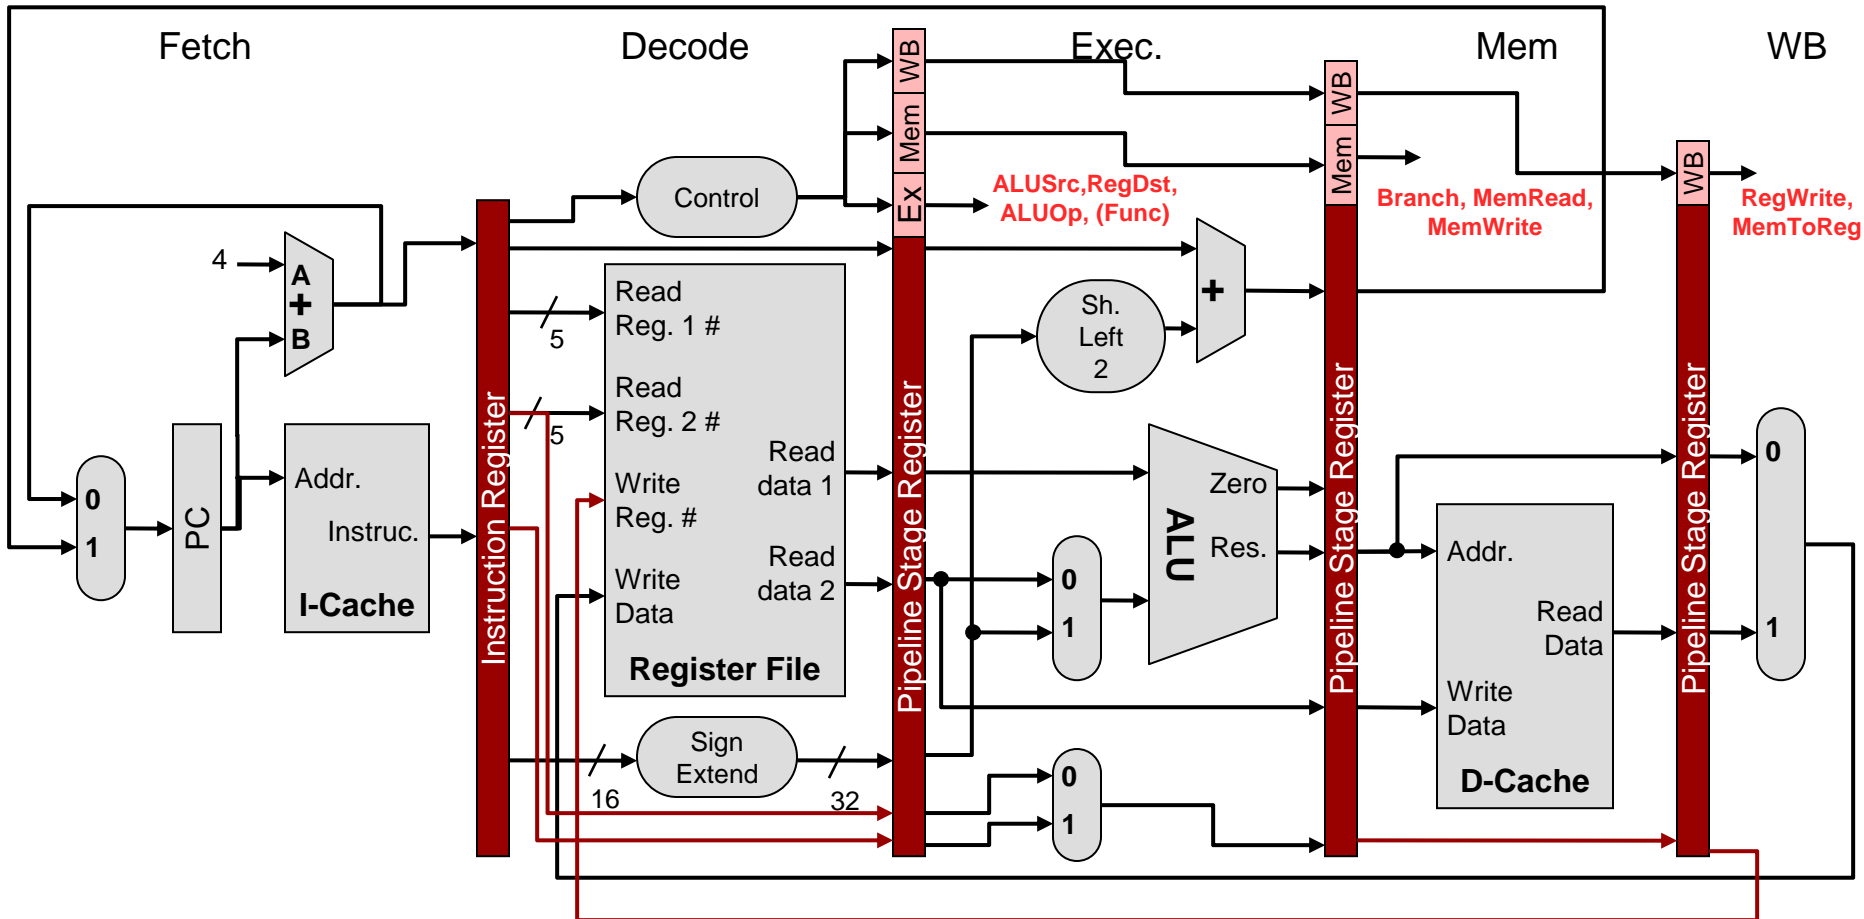 Fetch
Decode
Exec.
Mem
WB
WB
Mem
Ex
WB
Mem
WB
Control
ALUSrc,RegDst,
ALUOp, (Func)
Branch, MemRead,
MemWrite
RegWrite,
MemToReg
4
A
+
B
+
Sh.
Left
2
Read
Reg. 1 #
5
Read
Reg. 2 #
5
Write
Reg. #
Write
Data
Read
data 1
Read
data 2
Register File
Instruction Register
Pipeline Stage Register
Pipeline Stage Register
Pipeline Stage Register
0
1
PC
Addr.
Instruc.
I-Cache
0
1
ALU
Zero
Res.
Addr.
Read
Data
Write
Data
D-Cache
0
1
Sign
Extend
16
32
0
1